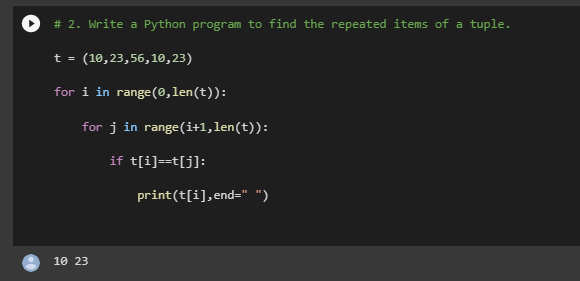 # 2. Write a Python program to find the repeated items of a tuple.
t = (10,23,56,10,23)
for i in range(0,len(t)):
    for j in range(i+1,len(t)):
        if t[i]==t[j]:
            print(t[i],end=" ")
10 23